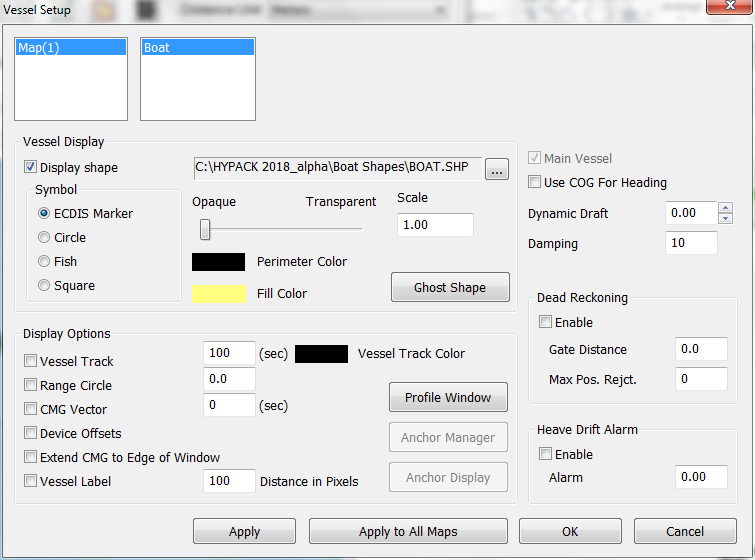 Vessel Setup
Distance Unit Meters
Map(1)
Boat
Vessel Display
Display shape
C:\HYPACK 2018_alpha\Boat Shapes\BOAT.SHP
...
Main Vessel
Symbol
Use COG For Heading
Opaque Transparent Scale
ECDIS Marker
1.00
Dynamic Draft 0.00
Circle
Damping 10
Fish
Perimeter Color
Square
Fill Color
Ghost Shape
Dead Reckoning
Display Options
Enable
Vessel Track 100 (sec) Vessel Track Color
Gate Distance 0.0
Range Circle 0.0
Max Pos. Rejct. 0
CMG Vector 0 (sec)
Profile Window
Device Offsets
Anchor Manager
Heave Drift Alarm
Extend CMG to Edge of Window
Enable
Vessel Label 100 Distance in Pixels
Anchor Display
Alarm 0.00
Apply Apply to All Maps OK Cancel